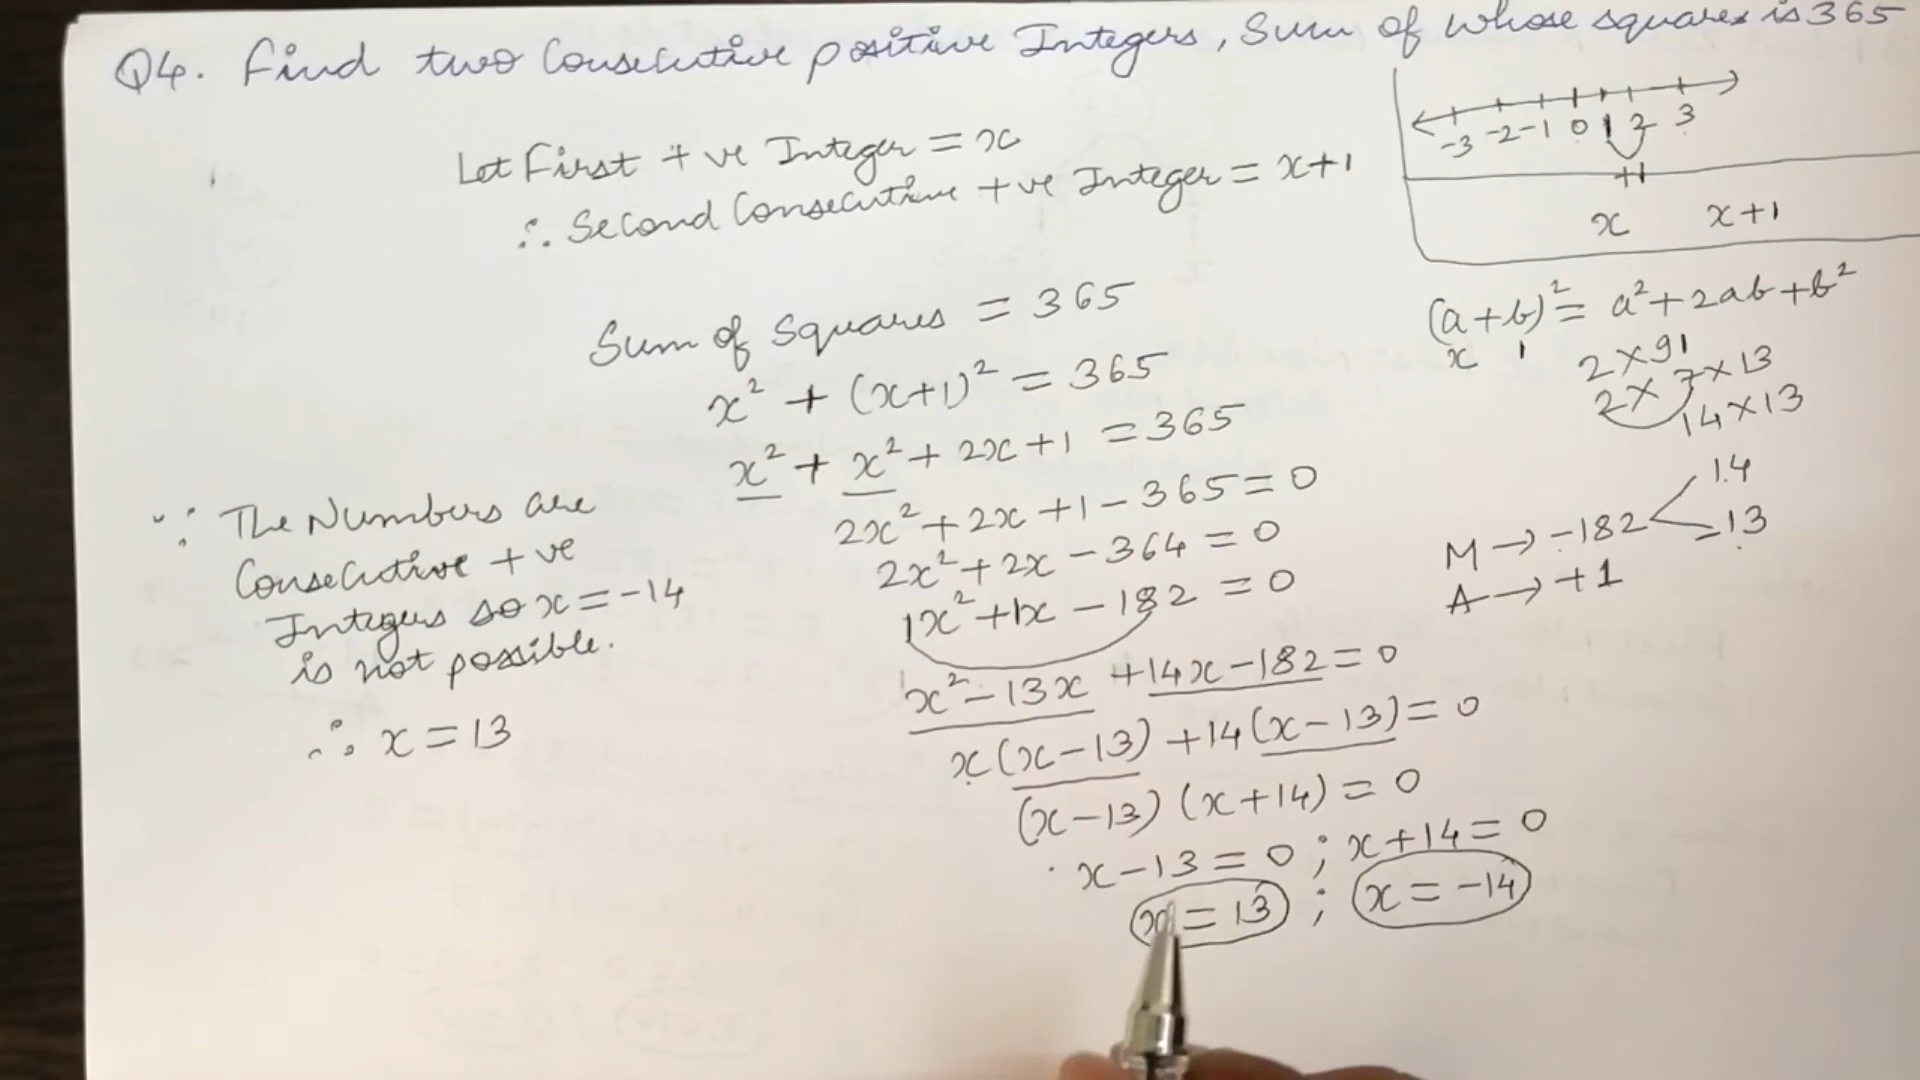 Q4. Find two Consecutive positive Integers, Sum of whose squares is 365
Let First +ve Integer = x
∴ Second Consecutive +ve Integer = x+1
Sum of Squares = 365
x² + (x+1)² = 365
x² + x² + 2x + 1 = 365
2x² + 2x + 1 - 365 = 0
2x² + 2x - 364 = 0
1x² + 1x - 182 = 0
x² - 13x + 14x - 182 = 0
x(x-13) + 14(x-13) = 0
(x-13) (x+14) = 0
x - 13 = 0 ; x + 14 = 0
x = 13 ; x = -14
∵ The Numbers are
Consecutive +ve
Integers so x = -14
is not possible.
∴ x = 13
-3 -2 -1 0 1 2 3
+1
x x+1
(a+b)² = a² + 2ab + b²
x 1
2 × 91
2 × 7 × 13
14 × 13
M → -182 14
-13
A → +1